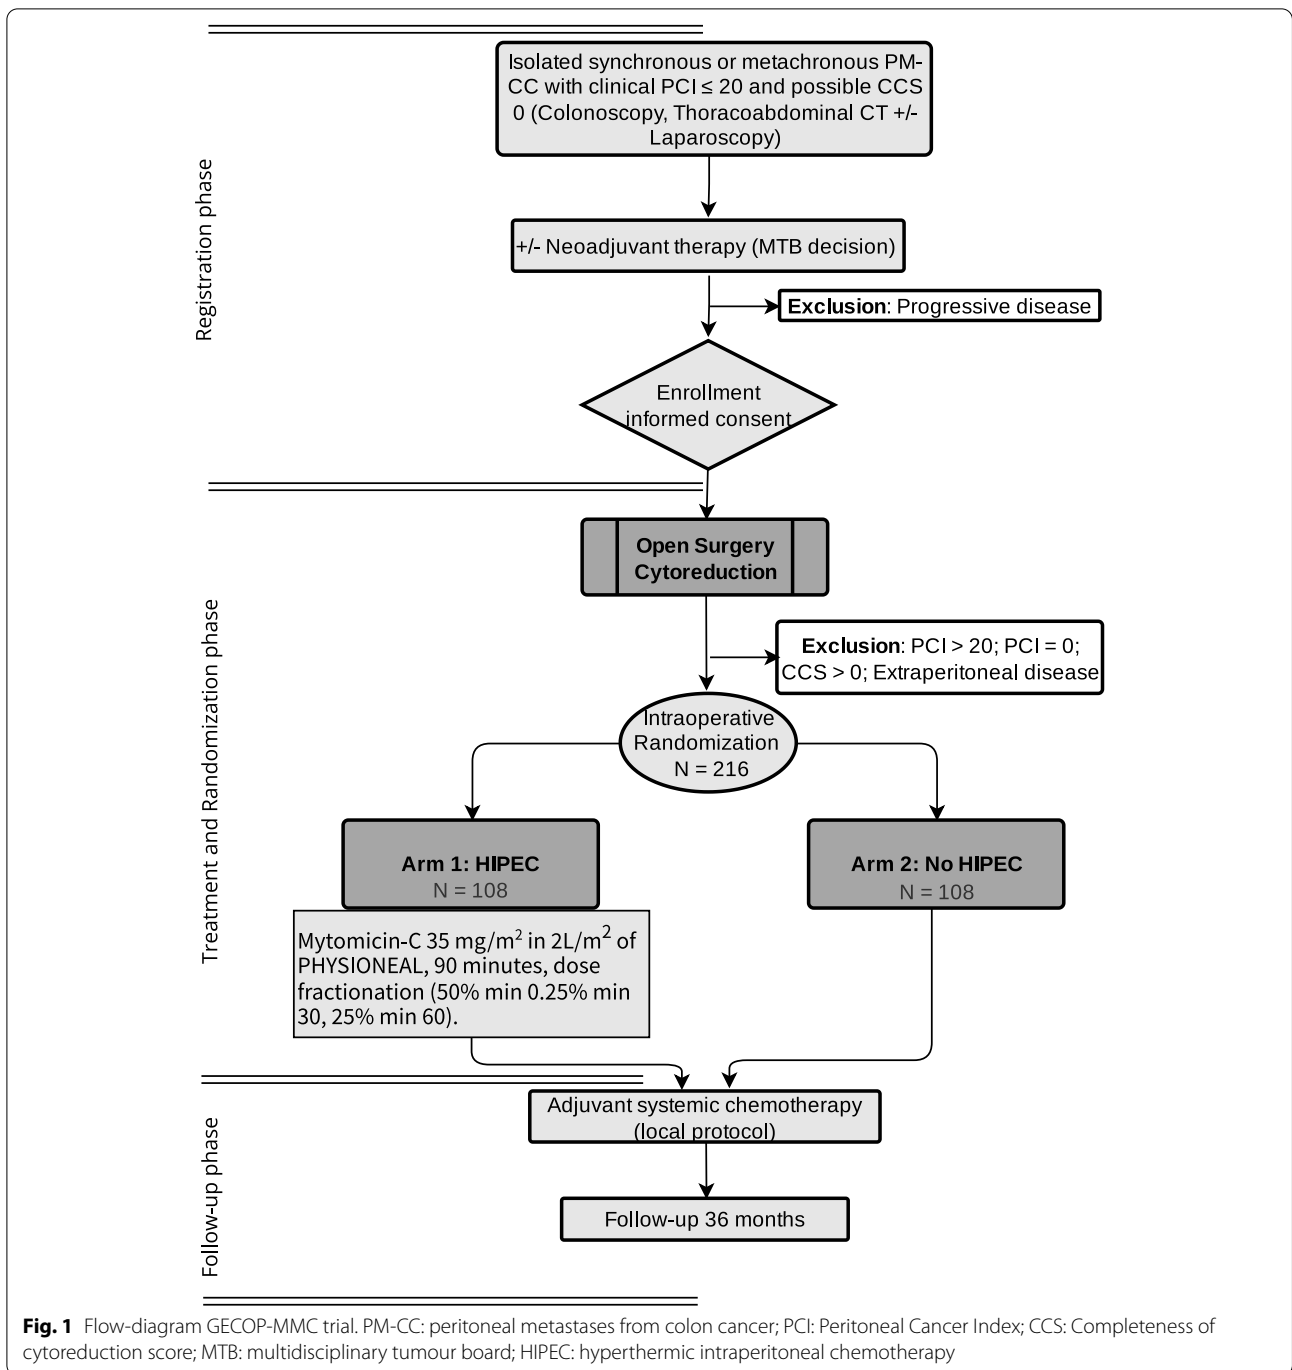 Isolated synchronous or metachronous PM-
CC with clinical PCI ≤ 20 and possible CCS
0 (Colonoscopy, Thoracoabdominal CT +/-
Laparoscopy)
Registration phase
+/- Neoadjuvant therapy (MTB decision)
Exclusion: Progressive disease
Enrollment
informed consent
Treatment and Randomization phase
Open Surgery
Cytoreduction
Exclusion: PCI > 20; PCI = 0;
CCS > 0; Extraperitoneal disease
Intraoperative
Randomization
N = 216
Arm 1: HIPEC
N = 108
Arm 2: No HIPEC
N = 108
Mytomicin-C 35 mg/m² in 2L/m² of
PHYSIONEAL, 90 minutes, dose
fractionation (50% min 0.25% min
30, 25% min 60).
Follow-up phase
Adjuvant systemic chemotherapy
(local protocol)
Follow-up 36 months
Fig. 1 Flow-diagram GECOP-MMC trial. PM-CC: peritoneal metastases from colon cancer; PCI: Peritoneal Cancer Index; CCS: Completeness of
cytoreduction score; MTB: multidisciplinary tumour board; HIPEC: hyperthermic intraperitoneal chemotherapy